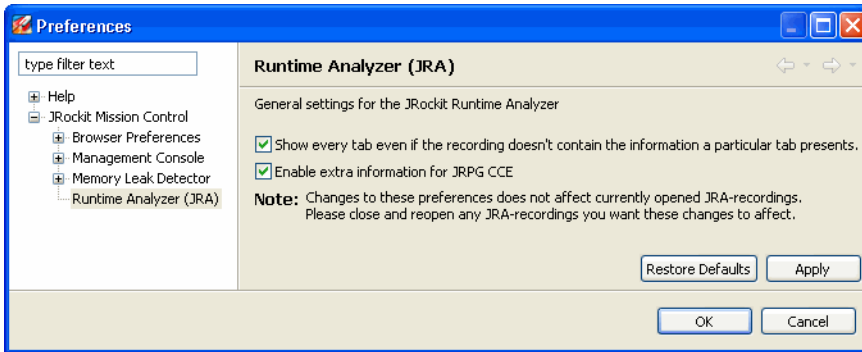 Preferences
type filter text
Help
JRockit Mission Control
Browser Preferences
Management Console
Memory Leak Detector
Runtime Analyzer (JRA)
Runtime Analyzer (JRA)
General settings for the JRockit Runtime Analyzer
Show every tab even if the recording doesn't contain the information a particular tab presents.
Enable extra information for JRPG CCE
Note: Changes to these preferences does not affect currently opened JRA-recordings.
Please close and reopen any JRA-recordings you want these changes to affect.
Restore Defaults Apply
OK Cancel